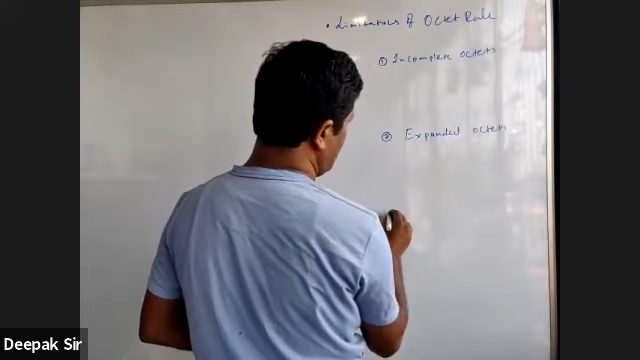 • Limitations of Octet Rule
① Incomplete octets
② Expanded octets
Deepak Sir